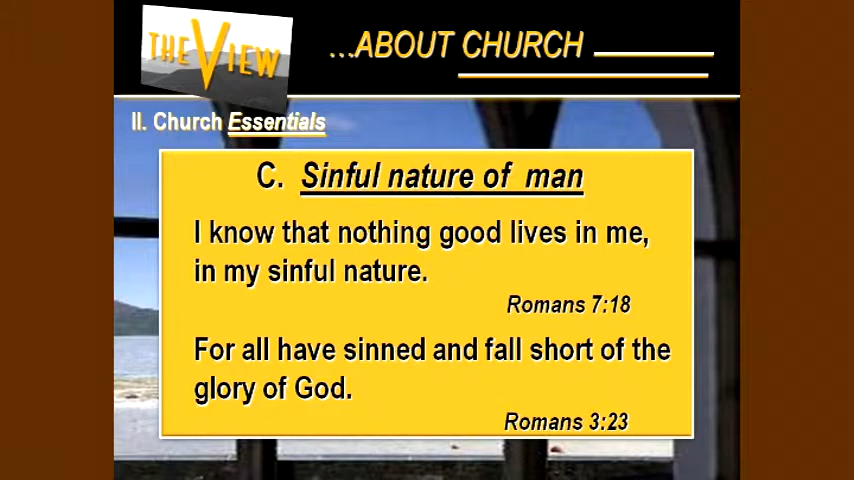 THE VIEW
...ABOUT CHURCH
II. Church Essentials
C. Sinful nature of man
I know that nothing good lives in me,
in my sinful nature.
Romans 7:18
For all have sinned and fall short of the
glory of God.
Romans 3:23